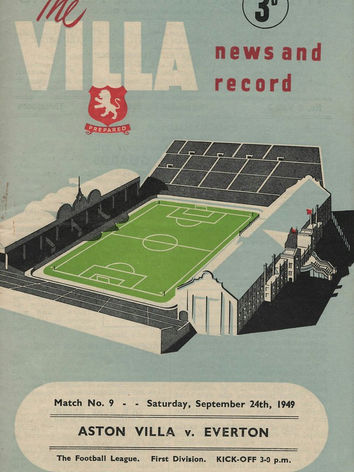 The
VILLA
news and
record
3D
PREPARED
Match No. 9 - - Saturday, September 24th, 1949
ASTON VILLA v. EVERTON
The Football League. First Division. KICK-OFF 3-0 p.m.